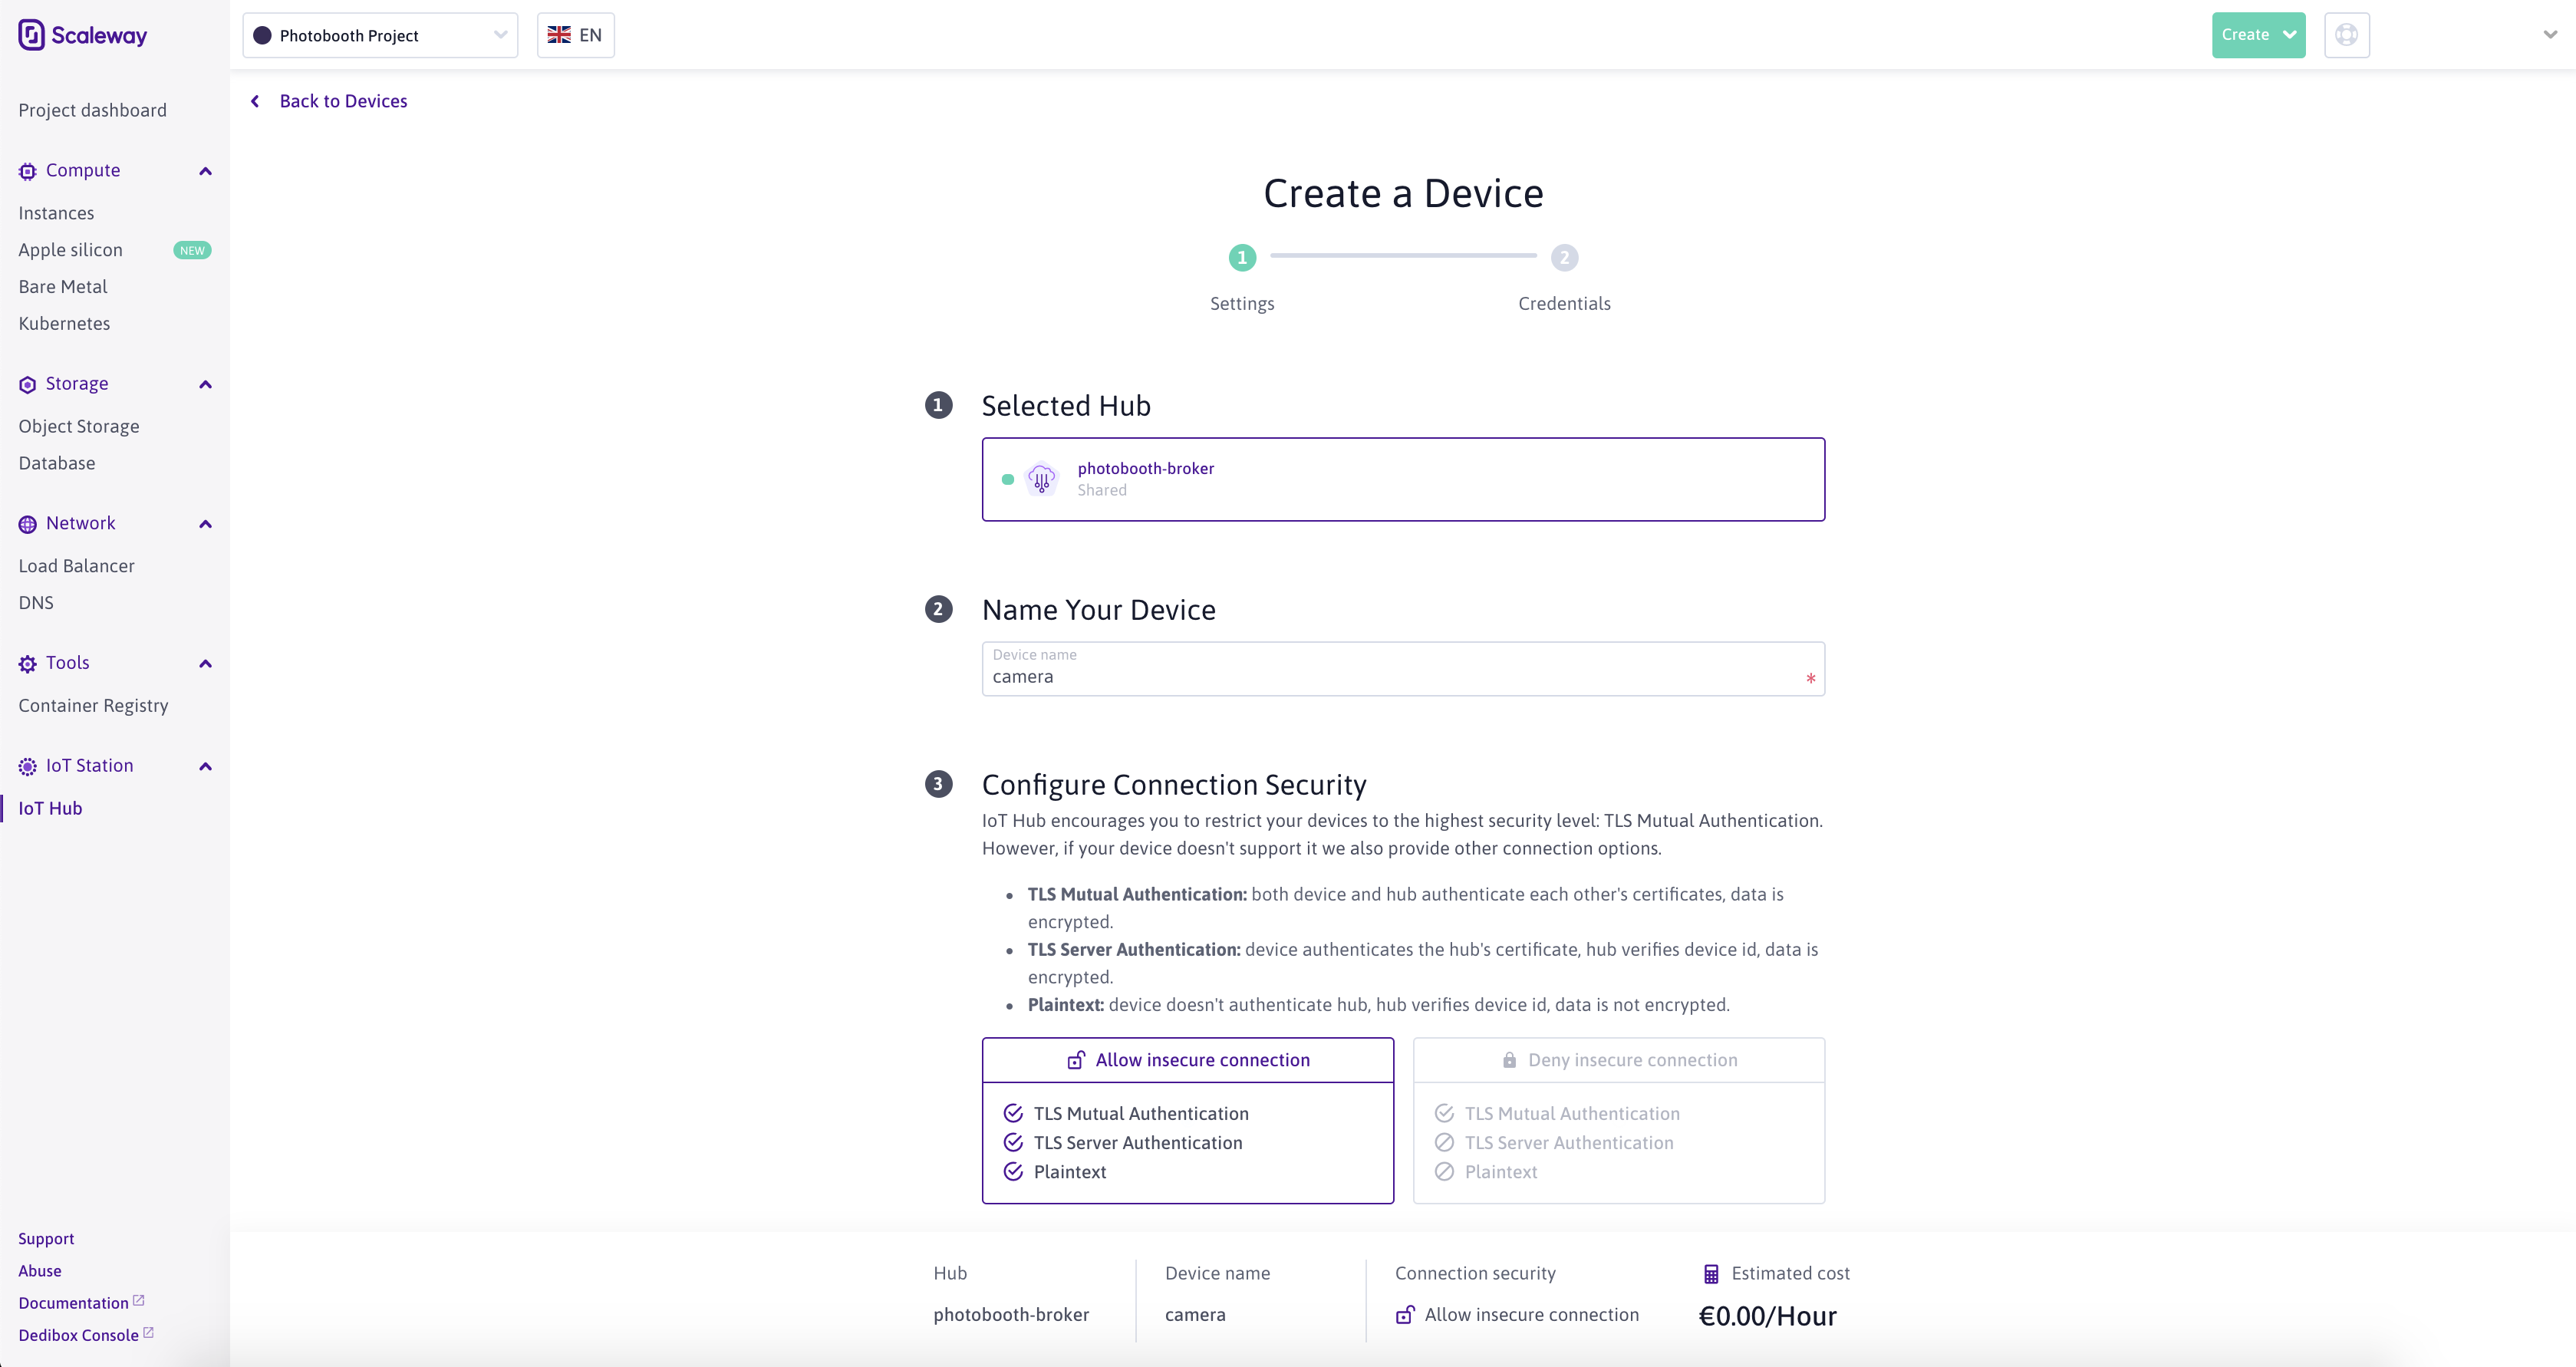 Scaleway
Photobooth Project
EN
Create
Project dashboard
Compute
Instances
Apple silicon NEW
Bare Metal
Kubernetes
Storage
Object Storage
Database
Network
Load Balancer
DNS
Tools
Container Registry
IoT Station
IoT Hub
Support
Abuse
Documentation
Dedibox Console
Back to Devices
Create a Device
1 2
Settings Credentials
1 Selected Hub
photobooth-broker
Shared
2 Name Your Device
Device name
camera *
3 Configure Connection Security
IoT Hub encourages you to restrict your devices to the highest security level: TLS Mutual Authentication.
However, if your device doesn't support it we also provide other connection options.
• TLS Mutual Authentication: both device and hub authenticate each other's certificates, data is
encrypted.
• TLS Server Authentication: device authenticates the hub's certificate, hub verifies device id, data is
encrypted.
• Plaintext: device doesn't authenticate hub, hub verifies device id, data is not encrypted.
Allow insecure connection
TLS Mutual Authentication
TLS Server Authentication
Plaintext
Deny insecure connection
TLS Mutual Authentication
TLS Server Authentication
Plaintext
Hub
photobooth-broker
Device name
camera
Connection security
Allow insecure connection
Estimated cost
€0.00/Hour